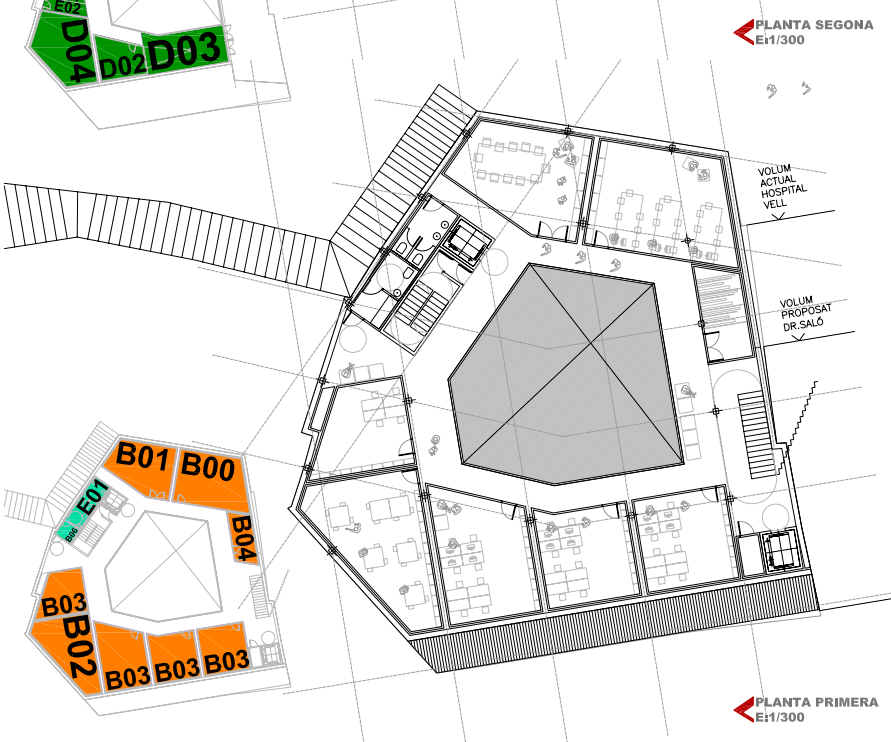 E02
D04
D02
D03
PLANTA SEGONA
E:1/300
VOLUM
ACTUAL
HOSPITAL
VELL
VOLUM
PROPOSAT
DR.SALÓ
B01
B00
E01
B06
B04
B03
B02
B03
B03
B03
PLANTA PRIMERA
E:1/300